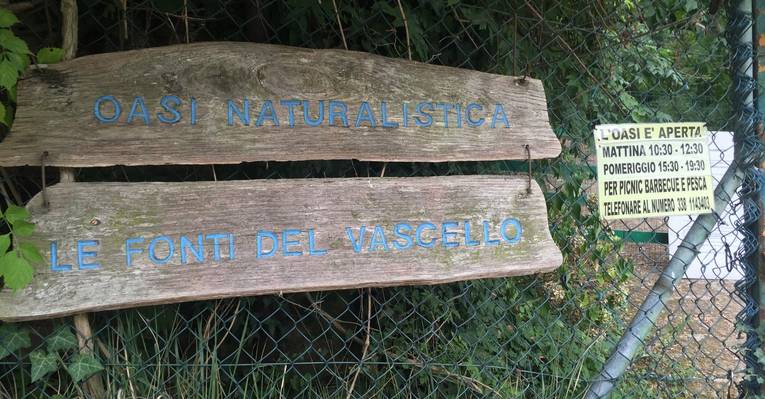 OASI NATURALISTICA
LE FONTI DEL VASCELLO
L'OASI E' APERTA
MATTINA 10:30 - 12:30
POMERIGGIO 15:30 - 19:30
PER PICNIC BARBECUE E PESCA
TELEFONARE AL NUMERO 338 1143403